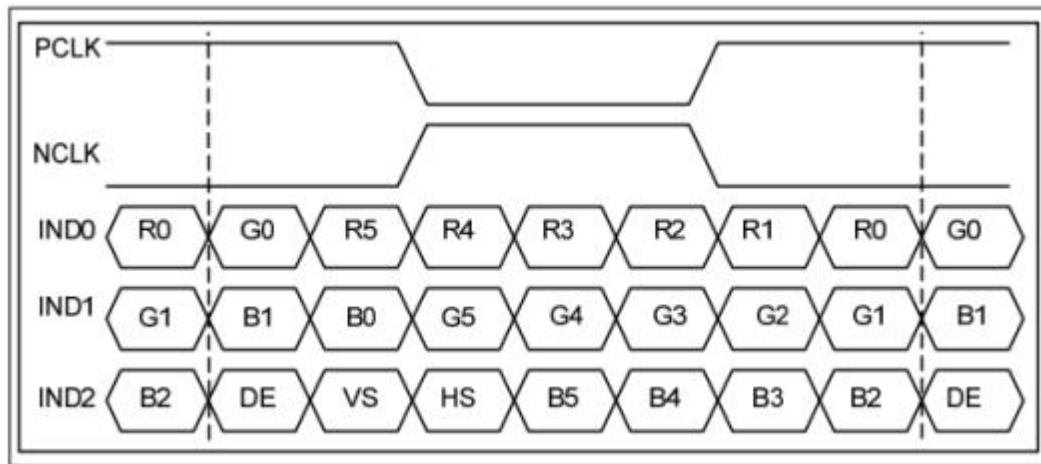 PCLK
NCLK
IND0 R0 G0 R5 R4 R3 R2 R1 R0 G0
IND1 G1 B1 B0 G5 G4 G3 G2 G1 B1
IND2 B2 DE VS HS B5 B4 B3 B2 DE